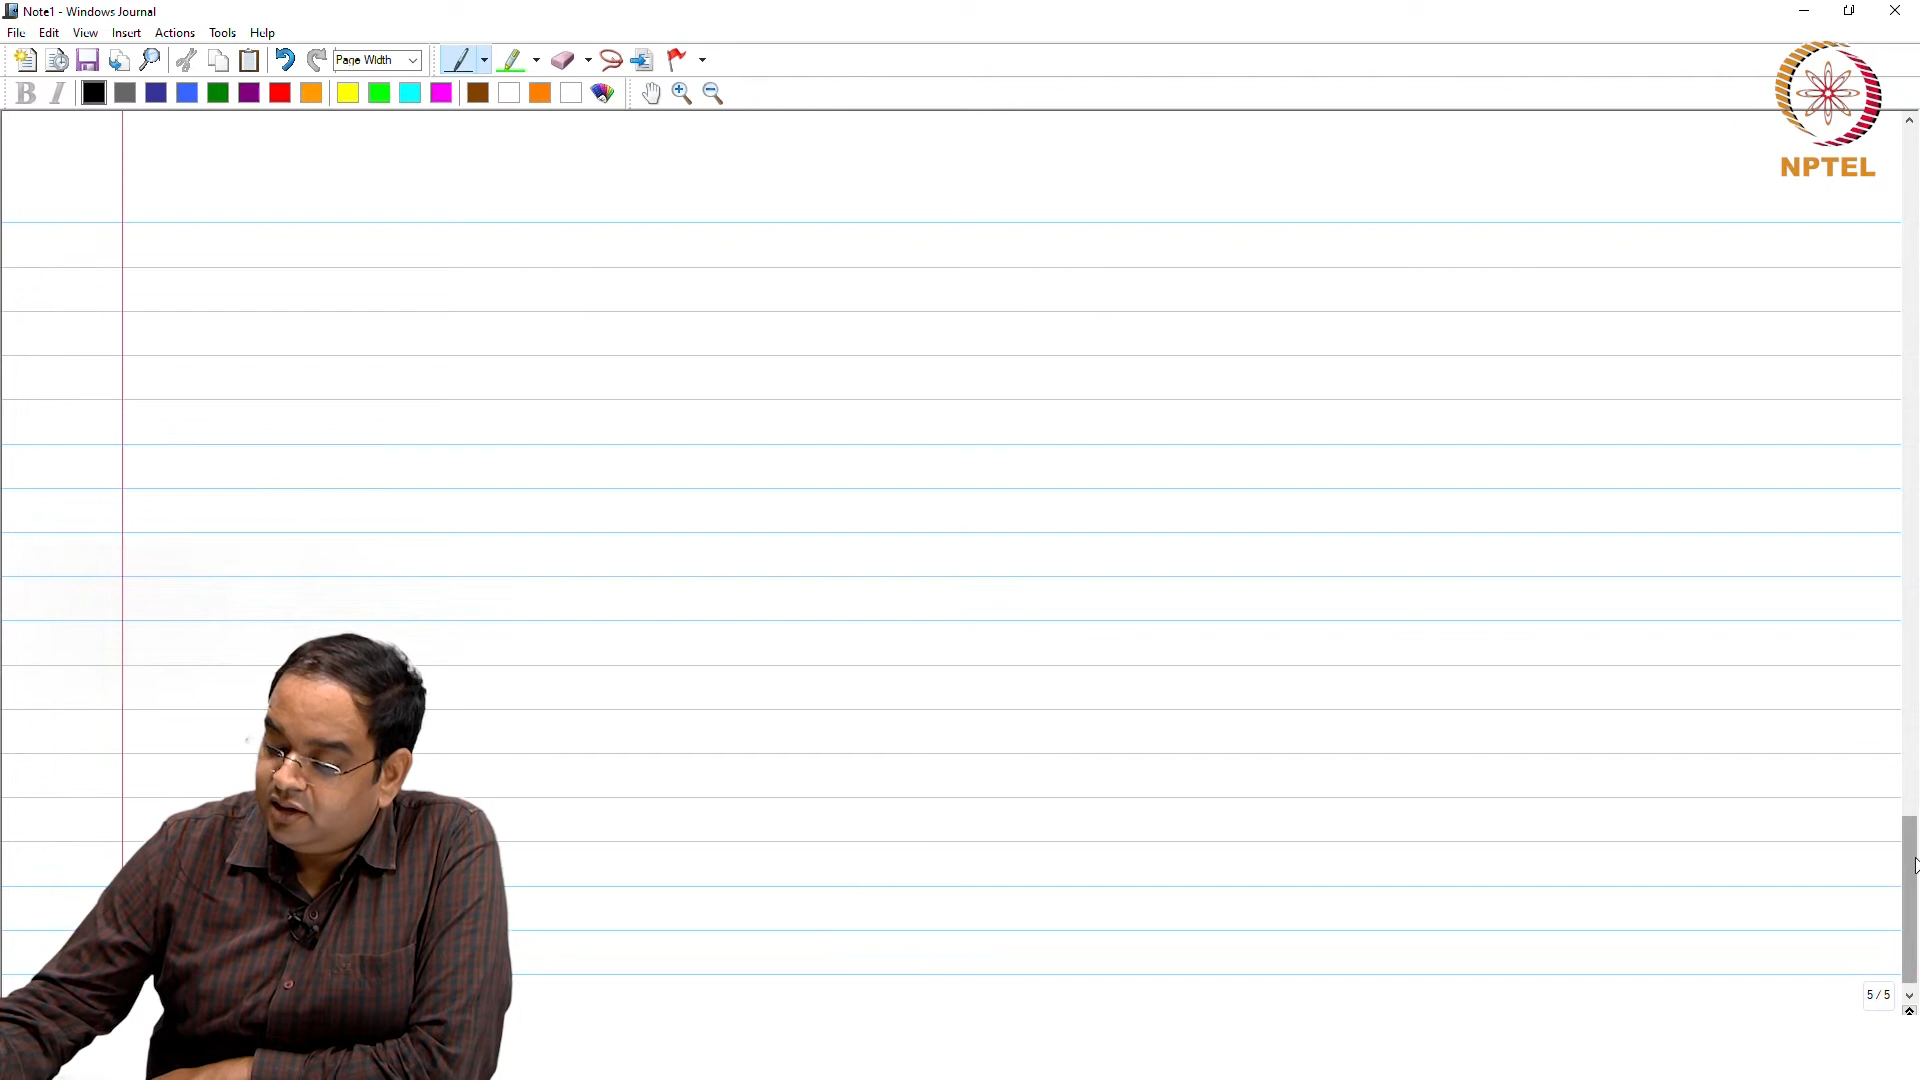 Note1 - Windows Journal
File Edit View Insert Actions Tools Help
Page Width
B I
NPTEL
5 / 5